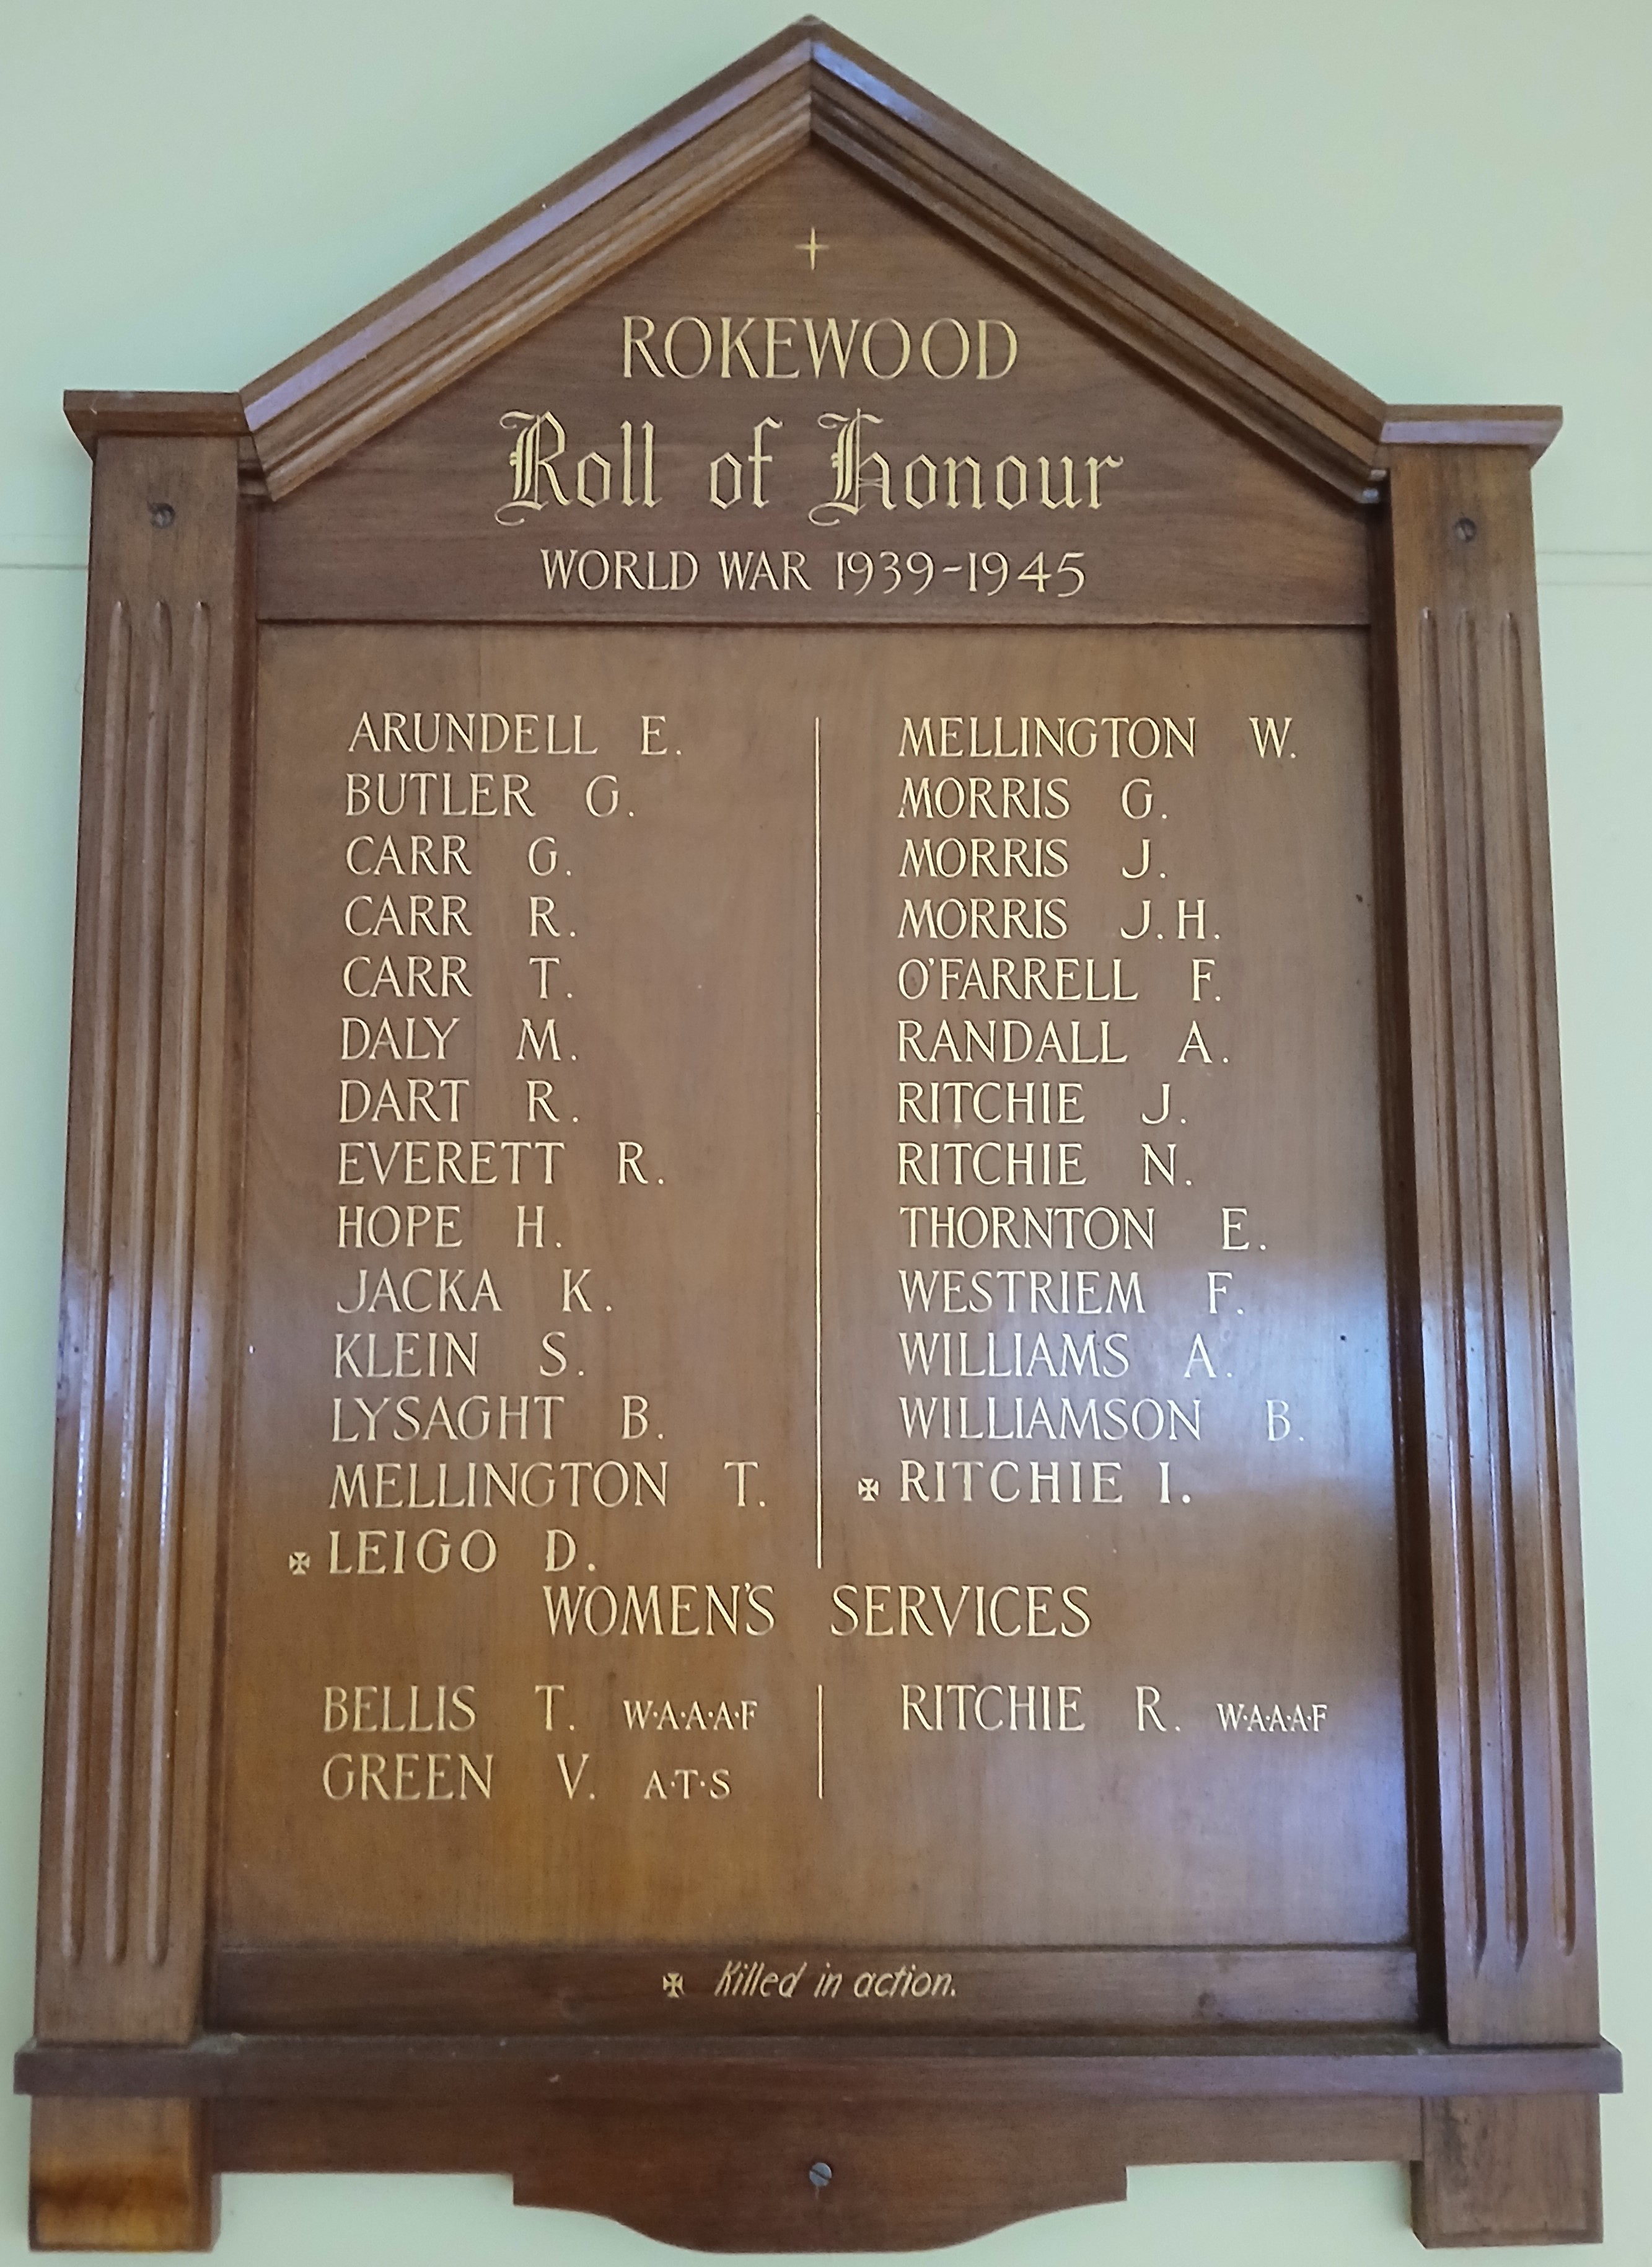 ROKEWOOD
Roll of Honour
WORLD WAR 1939-1945
ARUNDELL E.
BUTLER G.
CARR G.
CARR R.
CARR T.
DALY M.
DART R.
EVERETT R.
HOPE H.
JACKA K.
KLEIN S.
LYSAGHT B.
MELLINGTON T.
✠ LEIGO D.
MELLINGTON W.
MORRIS G.
MORRIS J.
MORRIS J.H.
O'FARRELL F.
RANDALL A.
RITCHIE J.
RITCHIE N.
THORNTON E.
WESTRIEM F.
WILLIAMS A.
WILLIAMSON B.
✠ RITCHIE I.
WOMEN'S SERVICES
BELLIS T. W·A·A·A·F
GREEN V. A·T·S
RITCHIE R. W·A·A·A·F
✠ Killed in action.